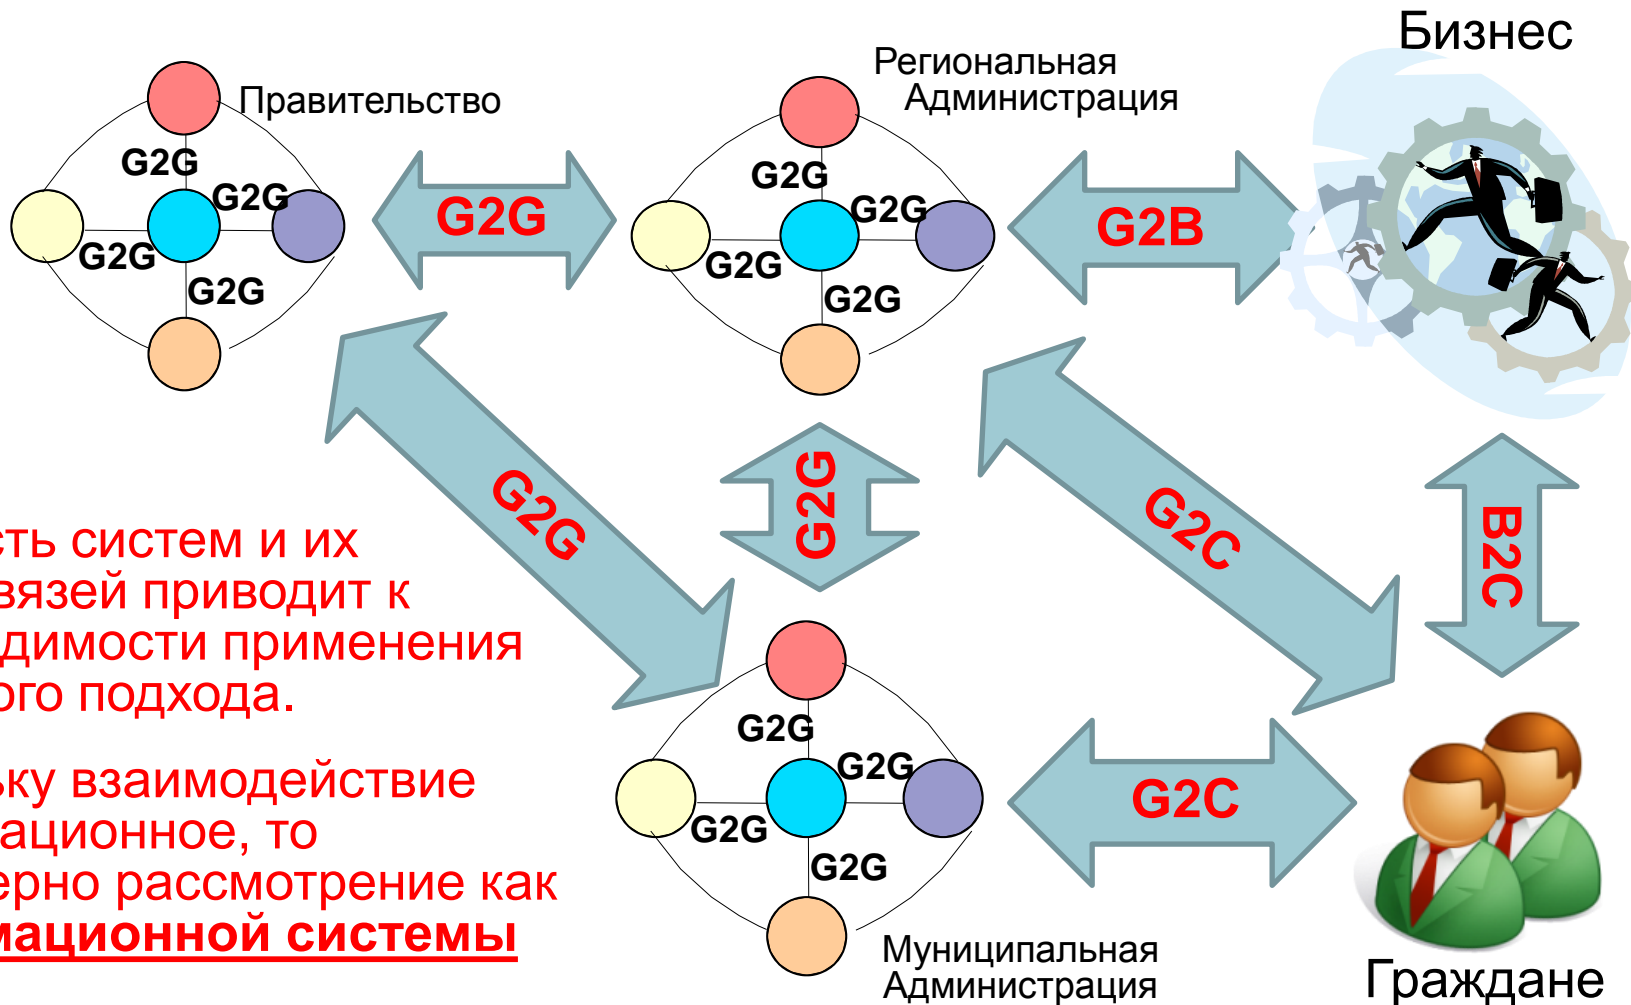 Бизнес
Региональная
Администрация
Правительство
G2G
G2G
G2G
G2G
G2G
G2G
G2G
G2G
G2G
G2B
G2G
G2G
G2C
B2C
сть систем и их
вязей приводит к
димости применения
ого подхода.
ьку взаимодействие
ационное, то
ерно рассмотрение как
мационной системы
G2G
G2G
G2G
G2G
G2C
Муниципальная
Администрация
Граждане